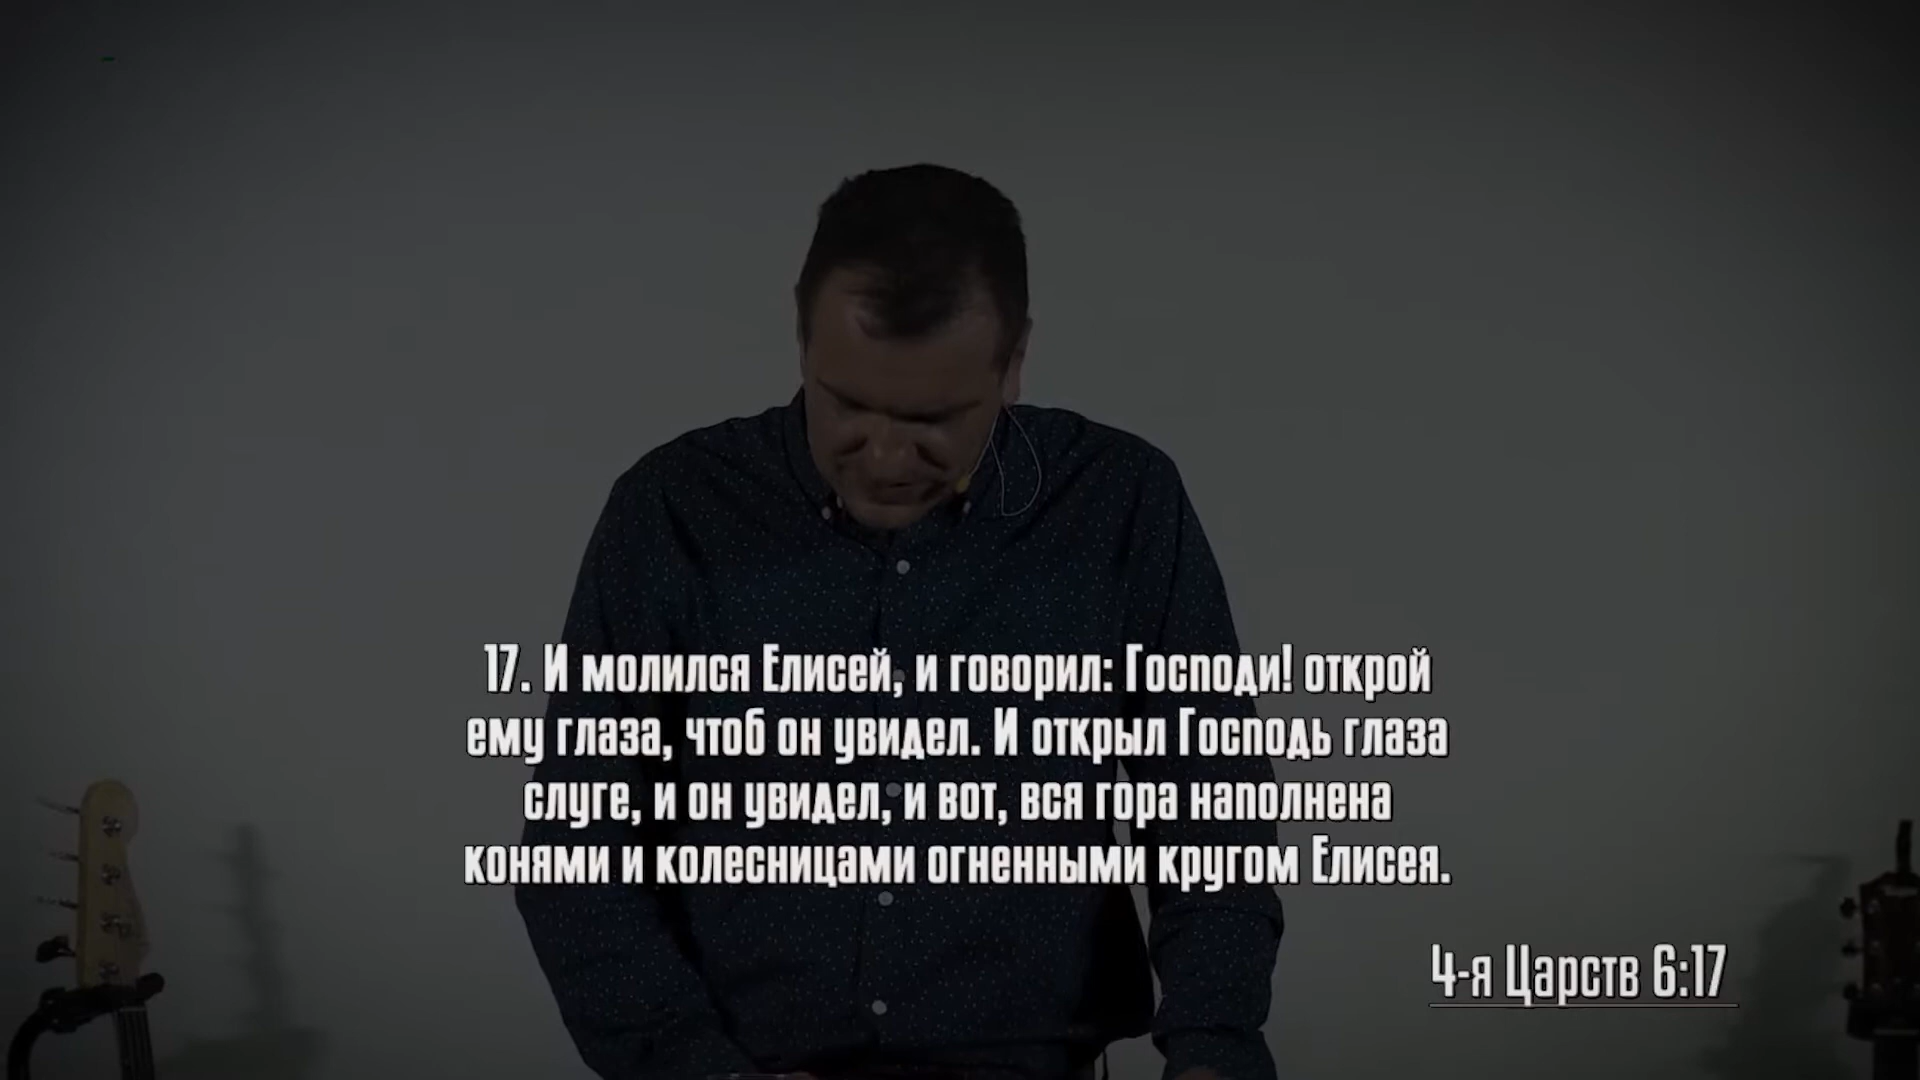 17. И молился Елисей, и говорил: Господи! открой
ему глаза, чтоб он увидел. И открыл Господь глаза
слуге, и он увидел, и вот, вся гора наполнена
конями и колесницами огненными кругом Елисея.
4-я Царств 6:17